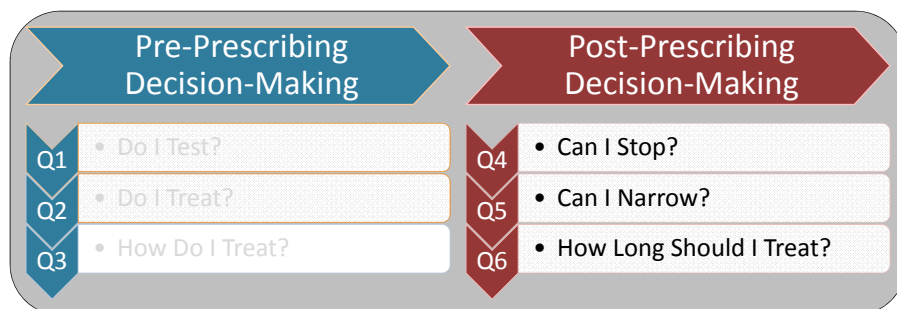 Pre-Prescribing
Decision-Making
Q1
• Do I Test?
Q2
• Do I Treat?
Q3
• How Do I Treat?
Post-Prescribing
Decision-Making
Q4
• Can I Stop?
Q5
• Can I Narrow?
Q6
• How Long Should I Treat?